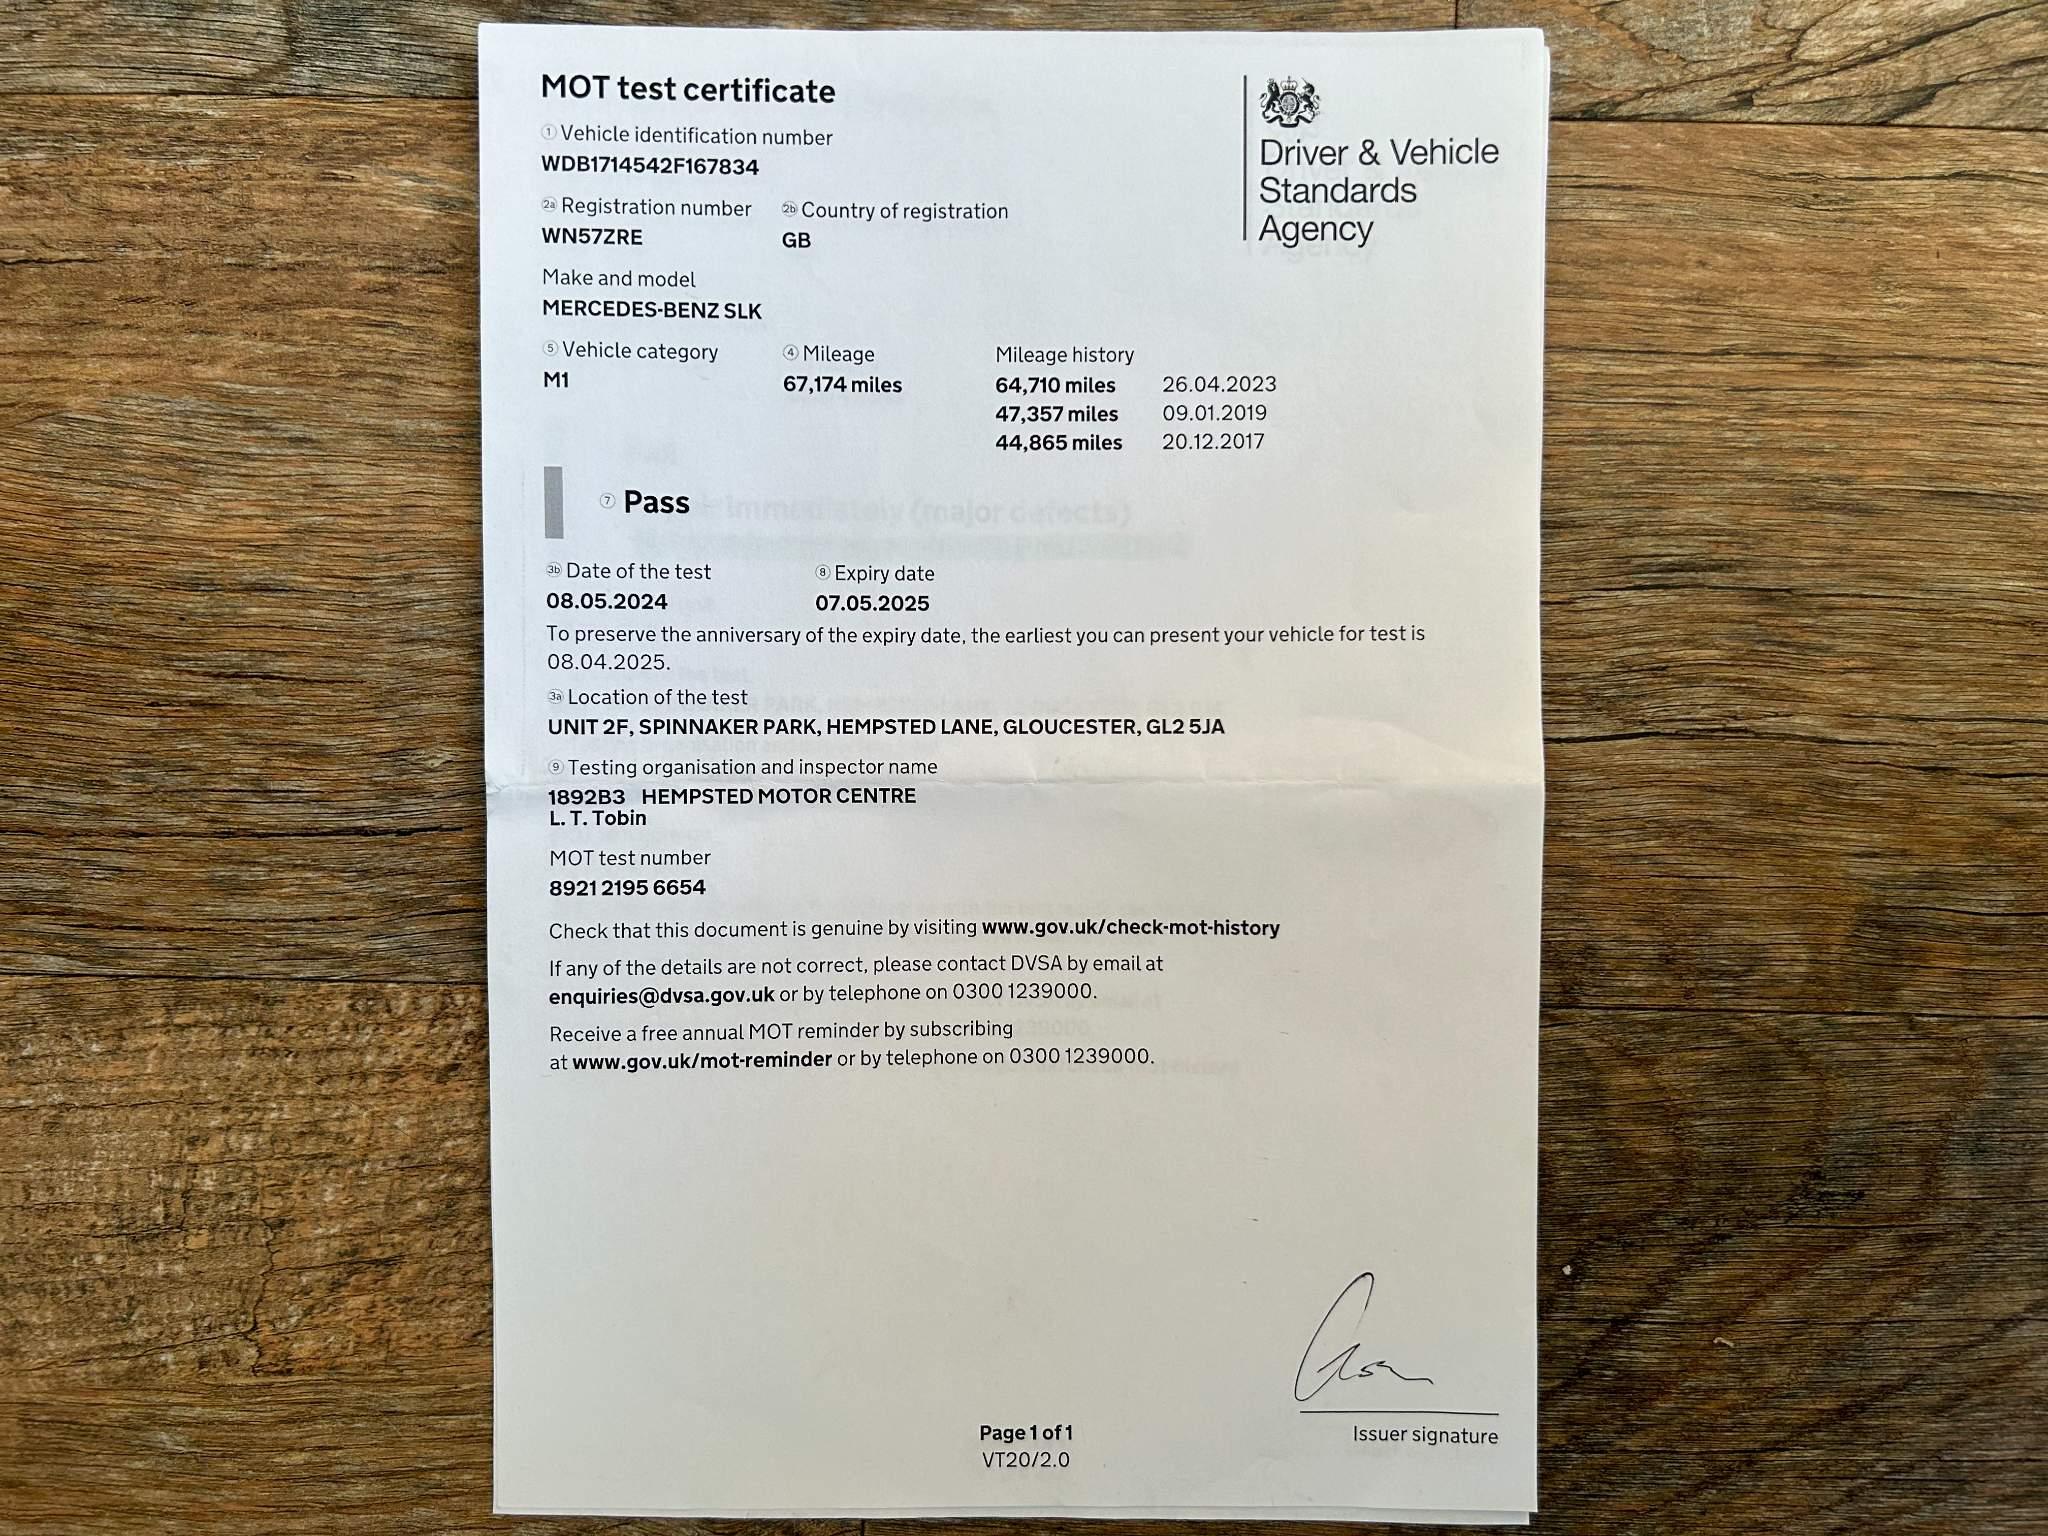 MOT test certificate
1 Vehicle identification number
WDB1714542F167834
2a Registration number 2b Country of registration
WN57ZRE GB
Make and model
MERCEDES-BENZ SLK
5 Vehicle category 4 Mileage Mileage history
M1 67,174 miles 64,710 miles 26.04.2023
47,357 miles 09.01.2019
44,865 miles 20.12.2017
Driver & Vehicle
Standards
Agency
7 Pass
immediately (major defects)
3b Date of the test 8 Expiry date
08.05.2024 07.05.2025
To preserve the anniversary of the expiry date, the earliest you can present your vehicle for test is
08.04.2025.
3a Location of the test
UNIT 2F, SPINNAKER PARK, HEMPSTED LANE, GLOUCESTER, GL2 5JA
9 Testing organisation and inspector name
1892B3 HEMPSTED MOTOR CENTRE
L. T. Tobin
MOT test number
8921 2195 6654
Check that this document is genuine by visiting www.gov.uk/check-mot-history
If any of the details are not correct, please contact DVSA by email at
enquiries@dvsa.gov.uk or by telephone on 0300 1239000.
Receive a free annual MOT reminder by subscribing
at www.gov.uk/mot-reminder or by telephone on 0300 1239000.
Issuer signature
Page 1 of 1
VT20/2.0